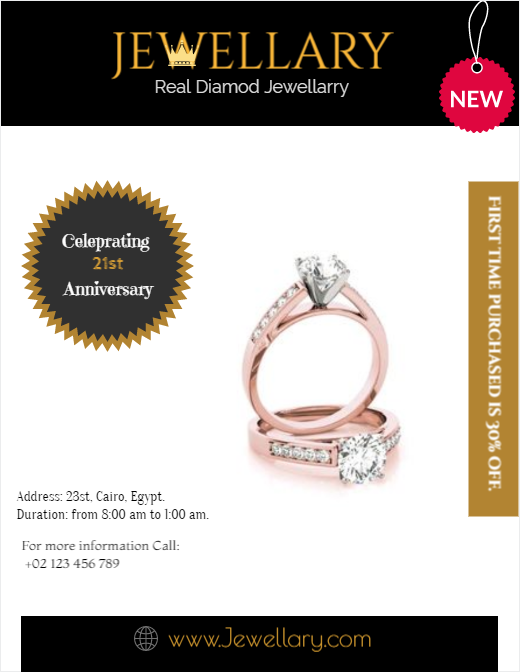 JEWELLARY
Real Diamod Jewellarry
NEW
Celeprating
21st
Anniversary
FIRST TIME PURCHASED IS 30% OFF.
Address: 23st, Cairo, Egypt.
Duration: from 8:00 am to 1:00 am.
For more information Call:
+02 123 456 789
www.Jewellary.com